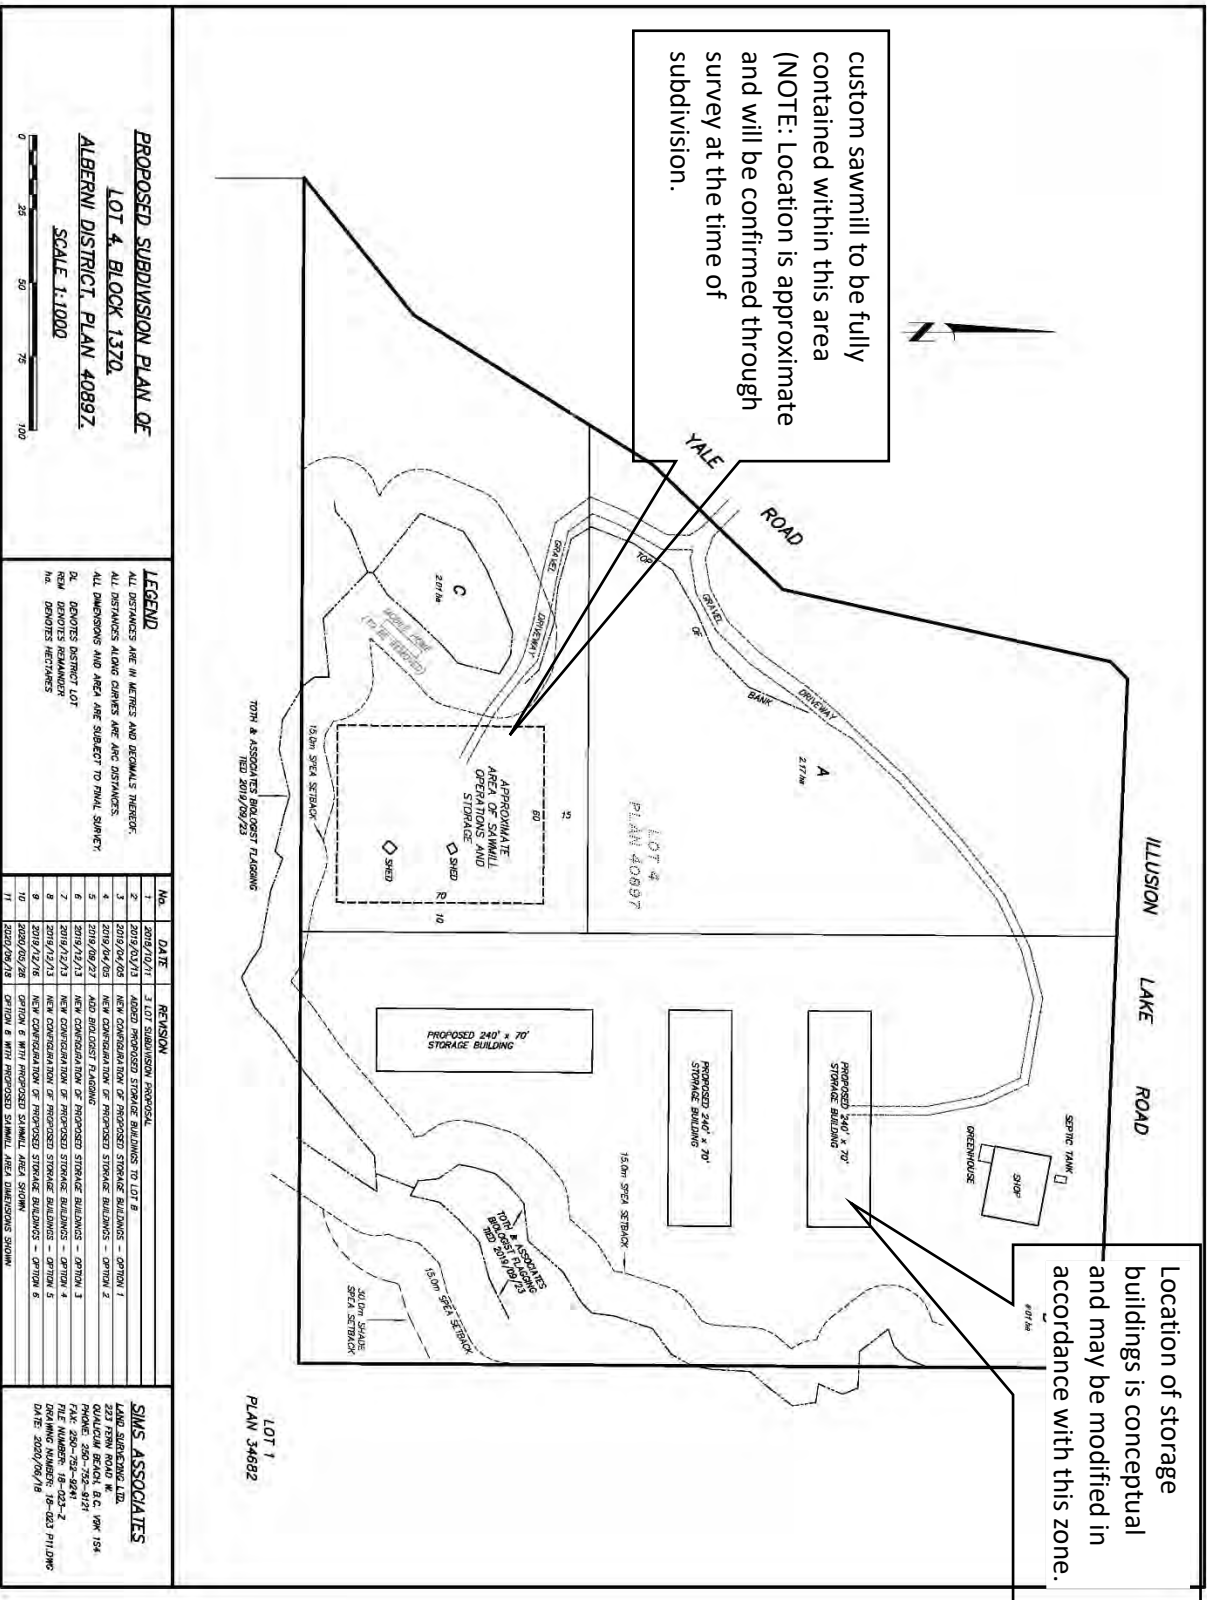 custom sawmill to be fully
contained within this area
(NOTE: Location is approximate
and will be confirmed through
survey at the time of
subdivision.
Location of storage
buildings is conceptual
and may be modified in
accordance with this zone.
ILLUSION LAKE ROAD
YALE ROAD
GRAVEL DRIVEWAY
GRAVEL DRIVEWAY
TOP OF BANK
A
2.17 ha
C
2.01 ha
MOBILE HOME
(TO BE REMOVED)
LOT 4
PLAN 40897
15
60
70
10
APPROXIMATE
AREA OF SAWMILL
OPERATIONS AND
STORAGE
SHED
SHED
SEPTIC TANK
SHOP
GREENHOUSE
PROPOSED 240' x 70'
STORAGE BUILDING
PROPOSED 240' x 70'
STORAGE BUILDING
PROPOSED 240' x 70'
STORAGE BUILDING
15.0m SPEA SETBACK
TOTH & ASSOCIATES
BIOLOGIST FLAGGING
TIED 2019/09/23
15.0m SPEA SETBACK
30.0m SHADE
SPEA SETBACK
15.0m SPEA SETBACK
TOTH & ASSOCIATES BIOLOGIST FLAGGING
TIED 2019/09/23
LOT 1
PLAN 34682
PROPOSED SUBDIVISION PLAN OF
LOT 4, BLOCK 1370,
ALBERNI DISTRICT, PLAN 40897.
SCALE 1:1000
0 25 50 75 100
LEGEND
ALL DISTANCES ARE IN METRES AND DECIMALS THEREOF.
ALL DISTANCES ALONG CURVES ARE ARC DISTANCES.
ALL DIMENSIONS AND AREA ARE SUBJECT TO FINAL SURVEY.
DL DENOTES DISTRICT LOT
REM DENOTES REMAINDER
ha. DENOTES HECTARES
No. DATE REVISION
1 2018/10/11 3 LOT SUBDIVISION PROPOSAL
2 2019/03/13 ADDED PROPOSED STORAGE BUILDINGS TO LOT B
3 2019/04/05 NEW CONFIGURATION OF PROPOSED STORAGE BUILDINGS - OPTION 1
4 2019/04/05 NEW CONFIGURATION OF PROPOSED STORAGE BUILDINGS - OPTION 2
5 2019/09/27 ADD BIOLOGIST FLAGGING
6 2019/12/13 NEW CONFIGURATION OF PROPOSED STORAGE BUILDINGS - OPTION 3
7 2019/12/13 NEW CONFIGURATION OF PROPOSED STORAGE BUILDINGS - OPTION 4
8 2019/12/13 NEW CONFIGURATION OF PROPOSED STORAGE BUILDINGS - OPTION 5
9 2019/12/16 NEW CONFIGURATION OF PROPOSED STORAGE BUILDINGS - OPTION 6
10 2020/05/26 OPTION 6 WITH PROPOSED SAWMILL AREA SHOWN
11 2020/06/18 OPTION 6 WITH PROPOSED SAWMILL AREA DIMENSIONS SHOWN
SIMS ASSOCIATES
LAND SURVEYING LTD.
223 FERN ROAD W.
QUALICUM BEACH, B.C. V9K 1S4
PHONE: 250-752-9121
FAX: 250-752-9241
FILE NUMBER: 18-023-2
DRAWING NUMBER: 18-023 P11.DWG
DATE: 2020/06/18